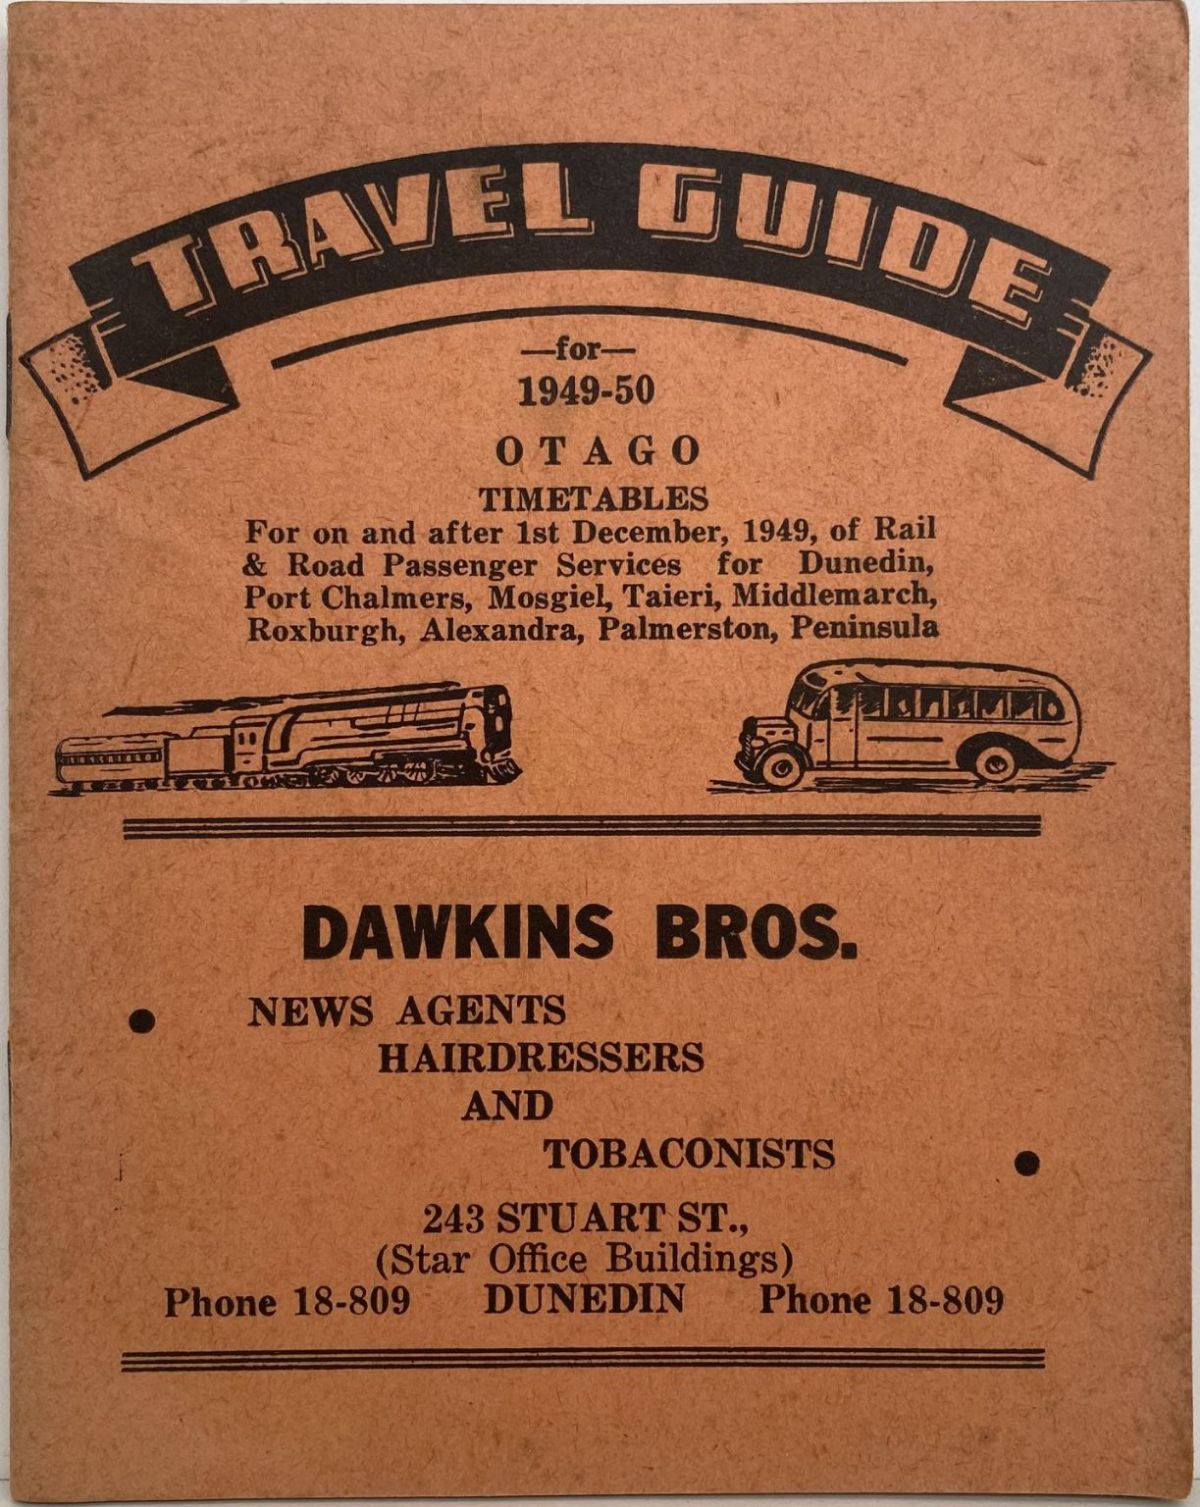 TRAVEL GUIDE
—for—
1949-50
OTAGO
TIMETABLES
For on and after 1st December, 1949, of Rail
& Road Passenger Services for Dunedin,
Port Chalmers, Mosgiel, Taieri, Middlemarch,
Roxburgh, Alexandra, Palmerston, Peninsula
DAWKINS BROS.
NEWS AGENTS
HAIRDRESSERS
AND
TOBACONISTS
243 STUART ST.,
(Star Office Buildings)
Phone 18-809 DUNEDIN Phone 18-809